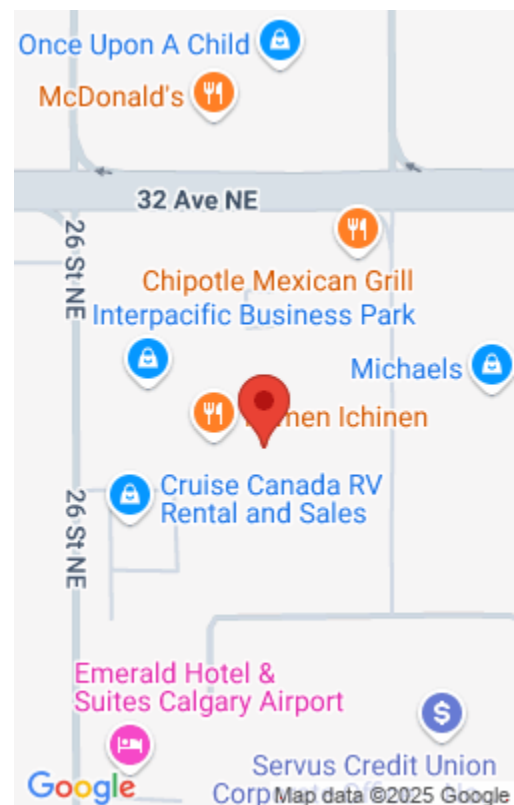 Once Upon A Child
McDonald's
32 Ave NE
26 St NE
Chipotle Mexican Grill
Interpacific Business Park
Michaels
Ichinen
Cruise Canada RV
Rental and Sales
26 St NE
Emerald Hotel &
Suites Calgary Airport
$
Servus Credit Union
Google
Map data ©2025 Google